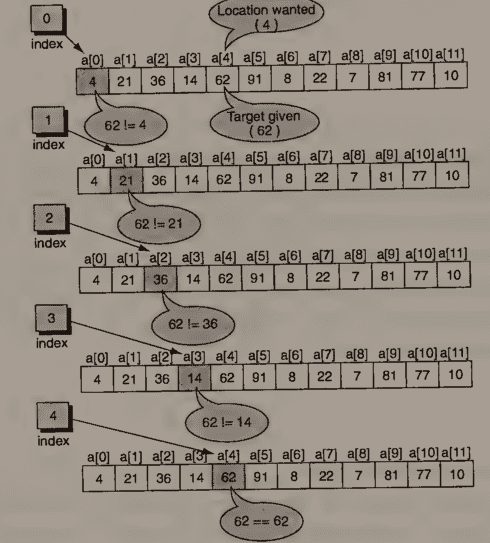 Location wanted
(4)
0
index
a[0] a[1] a[2] a[3] a[4] a[5] a[6] a[7] a[8] a[9] a[10] a[11]
4 21 36 14 62 91 8 22 7 81 77 10
62 != 4
Target given
(62)
1
index
a[0] a[1] a[2] a[3] a[4] a[5] a[6] a[7] a[8] a[9] a[10] a[11]
4 21 36 14 62 91 8 22 7 81 77 10
62 != 21
2
index
a[0] a[1] a[2] a[3] a[4] a[5] a[6] a[7] a[8] a[9] a[10] a[11]
4 21 36 14 62 91 8 22 7 81 77 10
62 != 36
3
index
a[0] a[1] a[2] a[3] a[4] a[5] a[6] a[7] a[8] a[9] a[10] a[11]
4 21 36 14 62 91 8 22 7 81 77 10
62 != 14
4
index
a[0] a[1] a[2] a[3] a[4] a[5] a[6] a[7] a[8] a[9] a[10] a[11]
4 21 36 14 62 91 8 22 7 81 77 10
62 == 62